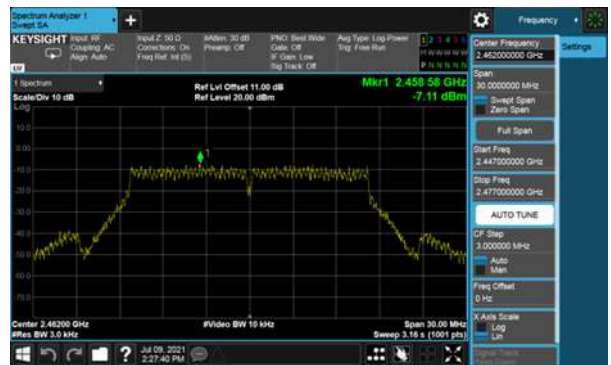 Spectrum Analyzer 1
Swept SA
+
Frequency
KEYSIGHT
Input: RF
Coupling: AC
Align: Auto
Input Z: 50 Ω
Corrections: On
Freq Ref: Int (S)
#Atten: 30 dB
Preamp: Off
PNO: Best Wide
Gate: Off
IF Gain: Low
Sig Track: Off
Avg Type: Log-Power
Trig: Free Run
1 2 3 4 5 6
M W W W W W
P N N N N N
LXI
Center Frequency
2.462000000 GHz
Settings
Span
30.0000000 MHz
Swept Span
Zero Span
Full Span
Start Freq
2.447000000 GHz
Stop Freq
2.477000000 GHz
AUTO TUNE
CF Step
3.000000 MHz
Auto
Man
Freq Offset
0 Hz
X Axis Scale
Log
Lin
Signal Track
1 Spectrum
Scale/Div 10 dB
Ref Lvl Offset 11.00 dB
Ref Level 20.00 dBm
Mkr1 2.458 58 GHz
-7.11 dBm
Log
10.0
0.00
1
-10.0
-20.0
-30.0
-40.0
-50.0
-60.0
-70.0
Center 2.46200 GHz
#Res BW 3.0 kHz
#Video BW 10 kHz
Span 30.00 MHz
Sweep 3.16 s (1001 pts)
?
Jul 09, 2021
2:27:40 PM